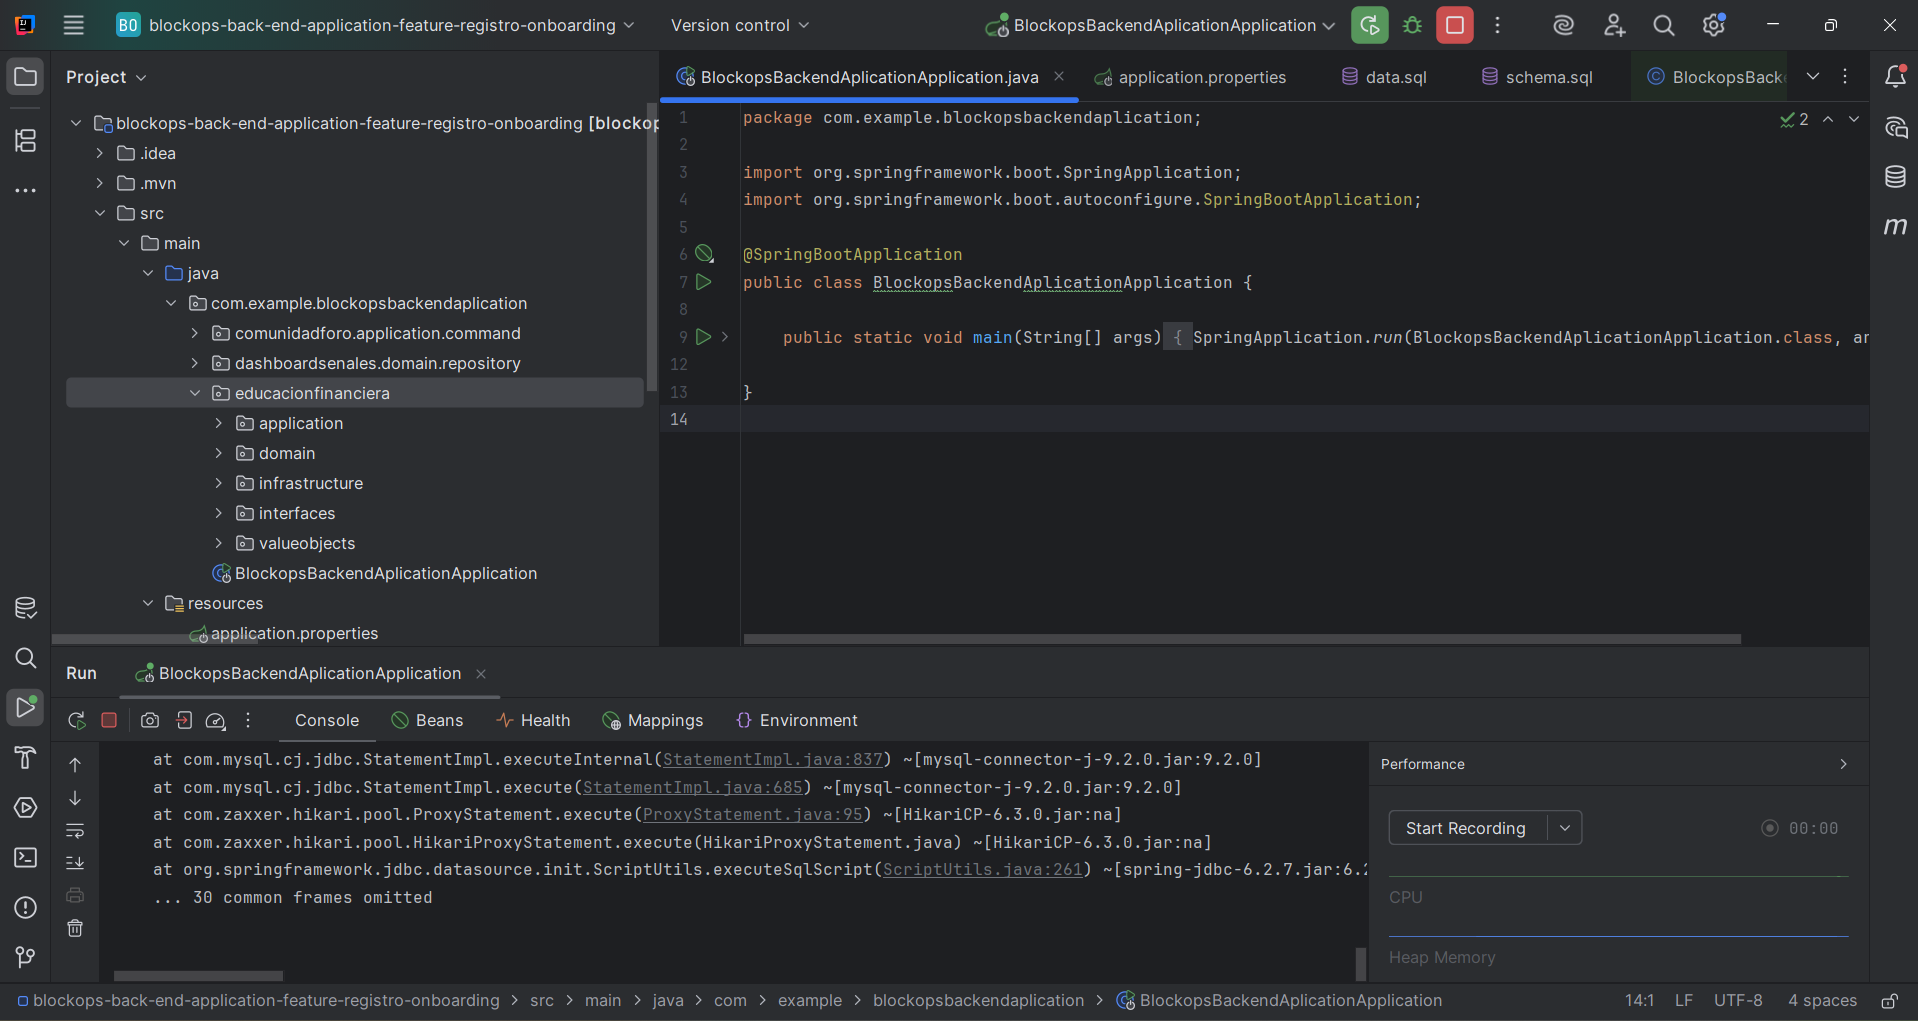 BO blockops-back-end-application-feature-registro-onboarding Version control BlockopsBackendAplicationApplication
Project
blockops-back-end-application-feature-registro-onboarding [blockop
.idea
.mvn
src
main
java
com.example.blockopsbackendaplication
comunidadforo.application.command
dashboardsenales.domain.repository
educacionfinanciera
application
domain
infrastructure
interfaces
valueobjects
BlockopsBackendAplicationApplication
resources
application.properties
BlockopsBackendAplicationApplication.java application.properties data.sql schema.sql BlockopsBack
2
1 package com.example.blockopsbackendaplication;
2
3 import org.springframework.boot.SpringApplication;
4 import org.springframework.boot.autoconfigure.SpringBootApplication;
5
6 @SpringBootApplication
7 public class BlockopsBackendAplicationApplication {
8
9 public static void main(String[] args) { SpringApplication.run(BlockopsBackendAplicationApplication.class, ar
12
13 }
14
m
Run BlockopsBackendAplicationApplication
Console Beans Health Mappings Environment
at com.mysql.cj.jdbc.StatementImpl.executeInternal(StatementImpl.java:837) ~[mysql-connector-j-9.2.0.jar:9.2.0]
at com.mysql.cj.jdbc.StatementImpl.execute(StatementImpl.java:685) ~[mysql-connector-j-9.2.0.jar:9.2.0]
at com.zaxxer.hikari.pool.ProxyStatement.execute(ProxyStatement.java:95) ~[HikariCP-6.3.0.jar:na]
at com.zaxxer.hikari.pool.HikariProxyStatement.execute(HikariProxyStatement.java) ~[HikariCP-6.3.0.jar:na]
at org.springframework.jdbc.datasource.init.ScriptUtils.executeSqlScript(ScriptUtils.java:261) ~[spring-jdbc-6.2.7.jar:6.2
... 30 common frames omitted
Performance
Start Recording 00:00
CPU
Heap Memory
blockops-back-end-application-feature-registro-onboarding > src > main > java > com > example > blockopsbackendaplication > BlockopsBackendAplicationApplication 14:1 LF UTF-8 4 spaces